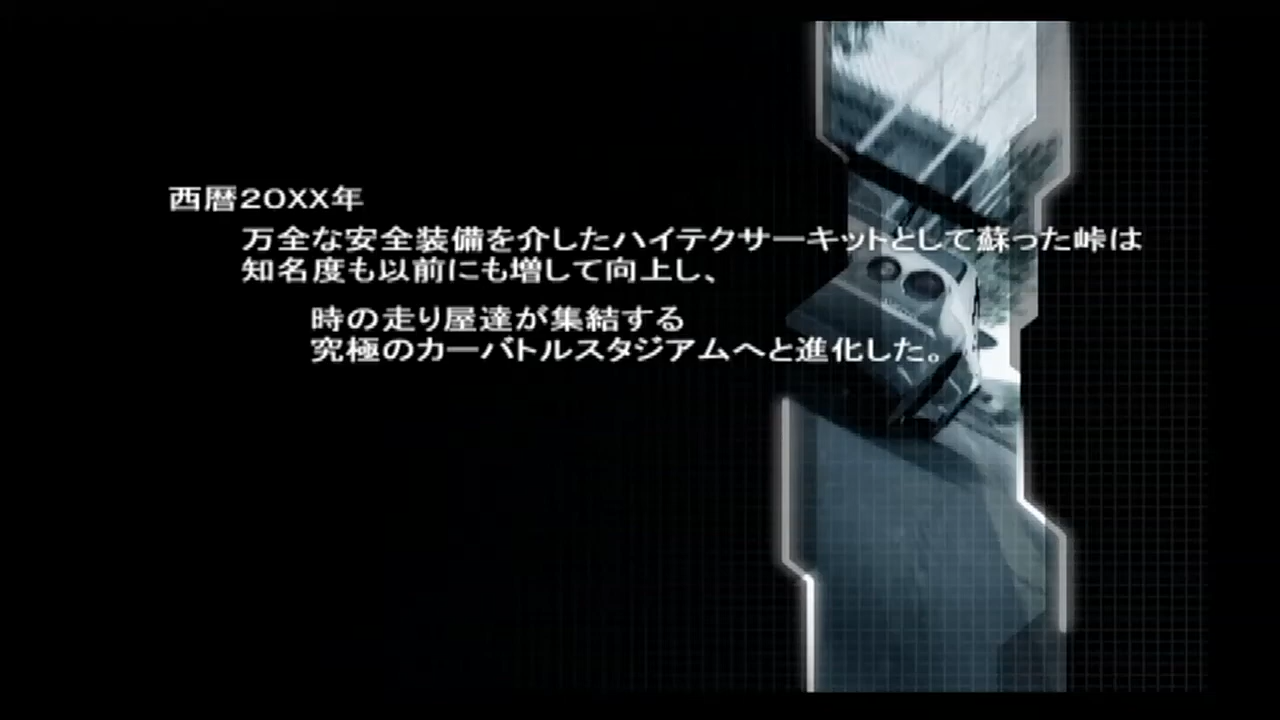 西暦20XX年
万全な安全装備を介したハイテクサーキットとして蘇った峠は
知名度も以前にも増して向上し、
時の走り屋達が集結する
究極のカーバトルスタジアムへと進化した。